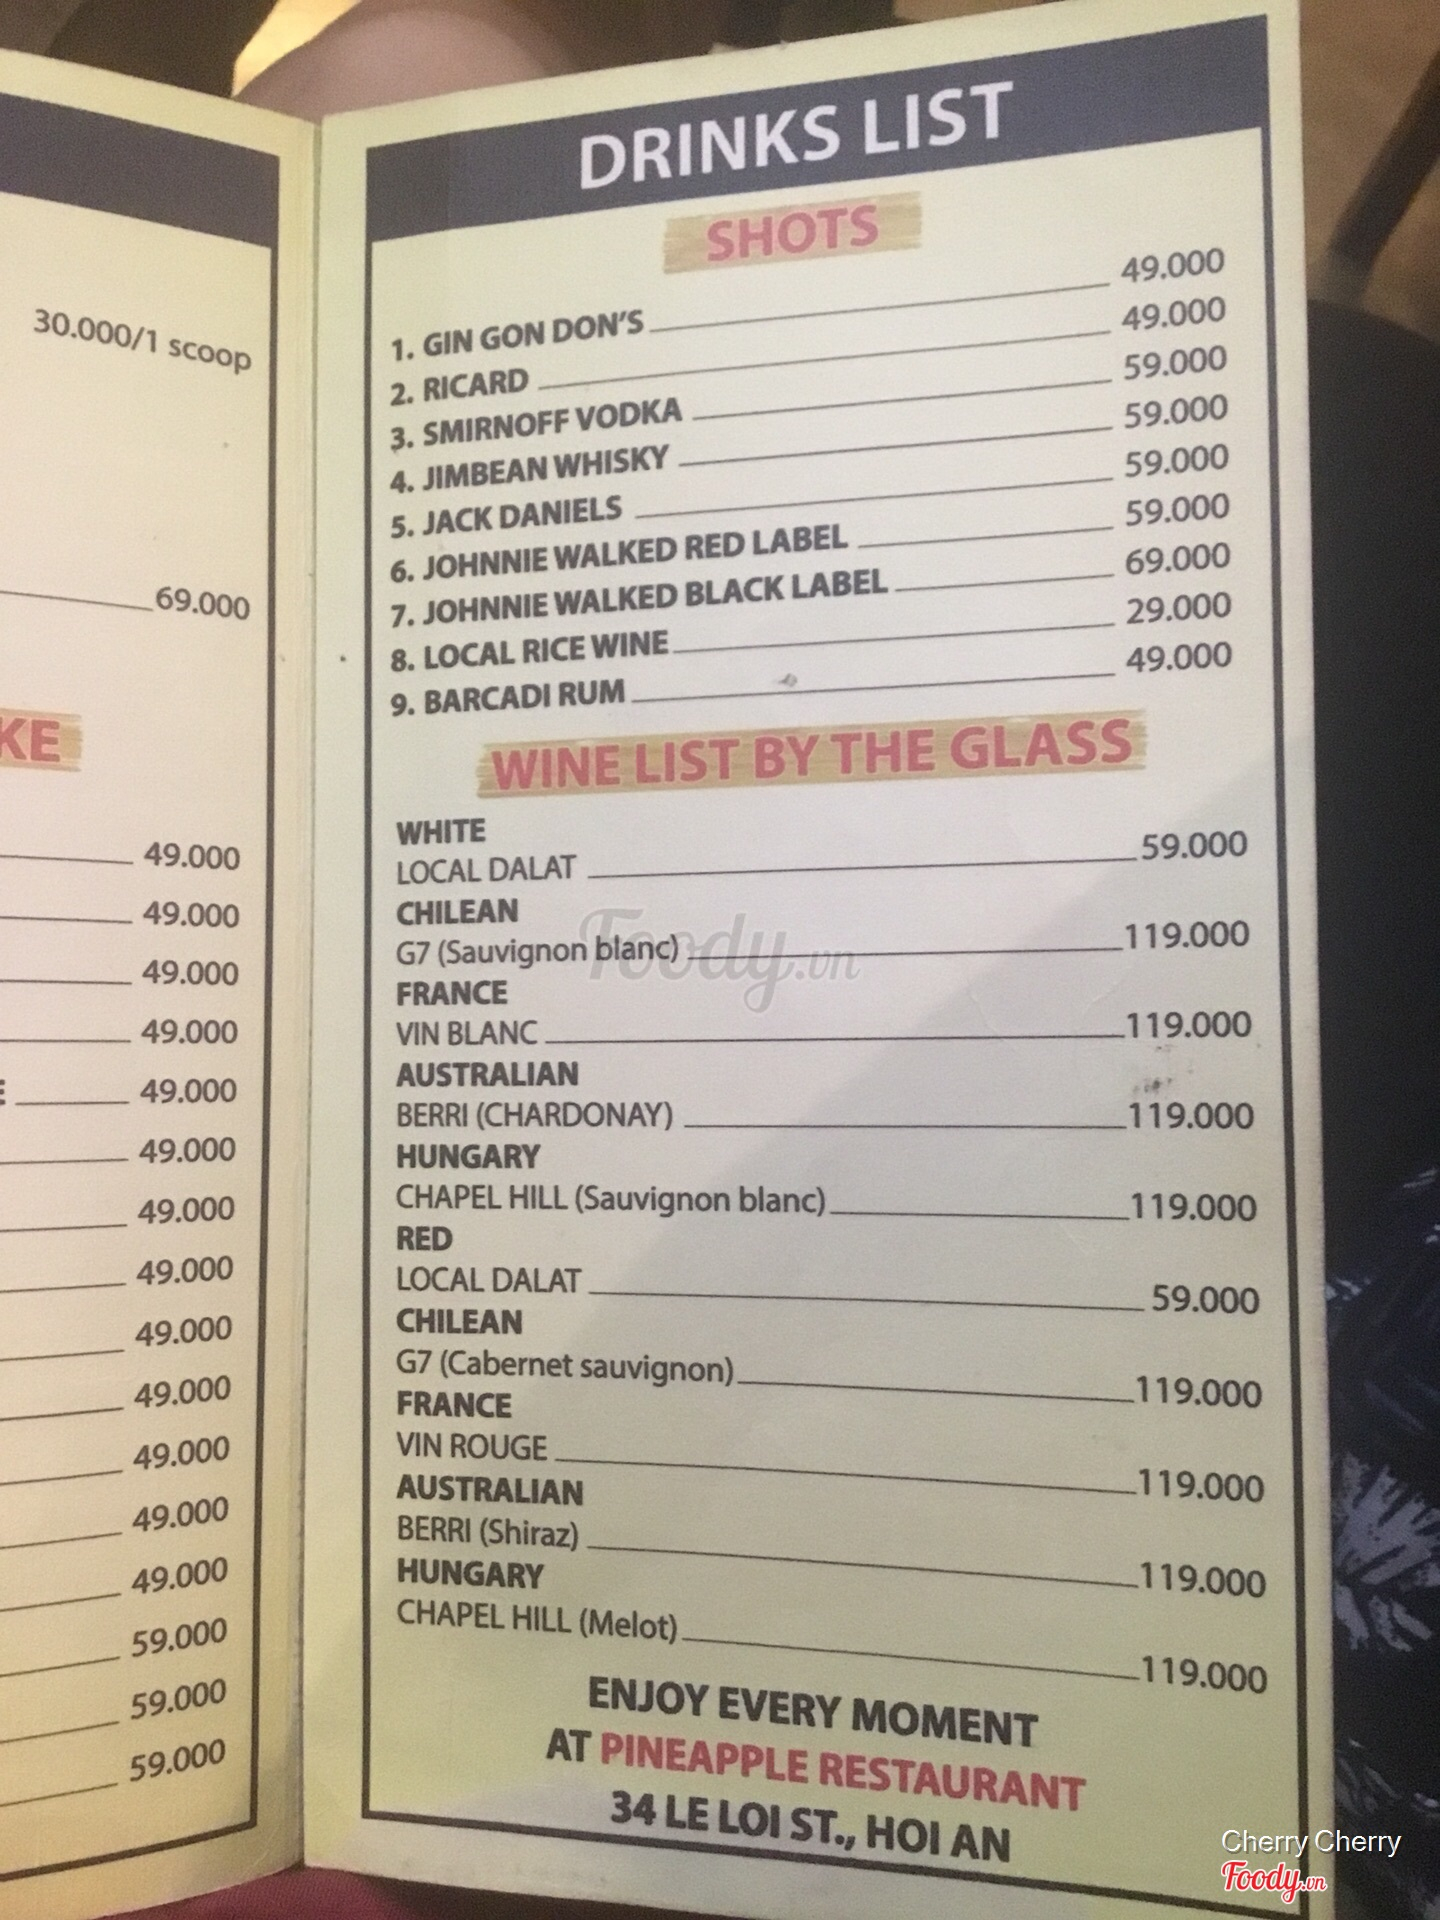 30.000/1 scoop
69.000
KE
49.000
49.000
49.000
49.000
E 49.000
49.000
49.000
49.000
49.000
49.000
49.000
49.000
49.000
59.000
59.000
59.000
DRINKS LIST
SHOTS
1. GIN GON DON'S 49.000
2. RICARD 49.000
3. SMIRNOFF VODKA 59.000
4. JIMBEAN WHISKY 59.000
5. JACK DANIELS 59.000
6. JOHNNIE WALKED RED LABEL 59.000
7. JOHNNIE WALKED BLACK LABEL 69.000
8. LOCAL RICE WINE 29.000
9. BARCADI RUM 49.000
WINE LIST BY THE GLASS
WHITE
LOCAL DALAT 59.000
CHILEAN
G7 (Sauvignon blanc) 119.000
FRANCE
VIN BLANC 119.000
AUSTRALIAN
BERRI (CHARDONAY) 119.000
HUNGARY
CHAPEL HILL (Sauvignon blanc) 119.000
RED
LOCAL DALAT 59.000
CHILEAN
G7 (Cabernet sauvignon) 119.000
FRANCE
VIN ROUGE 119.000
AUSTRALIAN
BERRI (Shiraz) 119.000
HUNGARY
CHAPEL HILL (Melot) 119.000
ENJOY EVERY MOMENT
AT PINEAPPLE RESTAURANT
34 LE LOI ST., HOI AN
Foody.vn
Cherry Cherry
Foody.vn